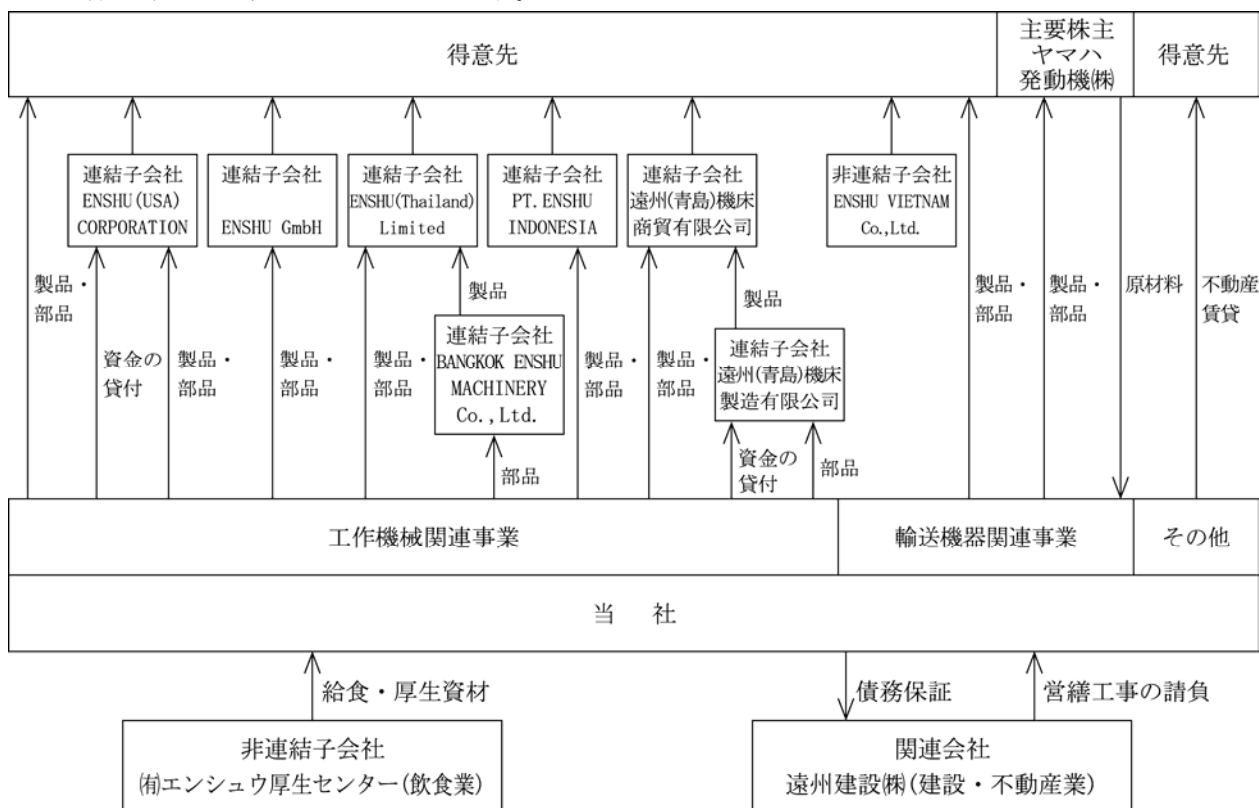 得意先
主要株主
ヤマハ
発動機㈱
得意先
連結子会社
ENSHU(USA)
CORPORATION
連結子会社
ENSHU GmbH
連結子会社
ENSHU(Thailand)
Limited
連結子会社
PT.ENSHU
INDONESIA
連結子会社
遠州(青島)機床
商貿有限公司
非連結子会社
ENSHU VIETNAM
Co.,Ltd.
製品・
部品
資金の
貸付
製品・
部品
製品・
部品
製品・
部品
製品
連結子会社
BANGKOK ENSHU
MACHINERY
Co.,Ltd.
部品
製品・
部品
製品・
部品
製品
連結子会社
遠州(青島)機床
製造有限公司
資金の
貸付
部品
製品・
部品
製品・
部品
原材料
不動産
賃貸
工作機械関連事業
輸送機器関連事業
その他
当 社
給食・厚生資材
債務保証
営繕工事の請負
非連結子会社
㈲エンシュウ厚生センター(飲食業)
関連会社
遠州建設㈱(建設・不動産業)